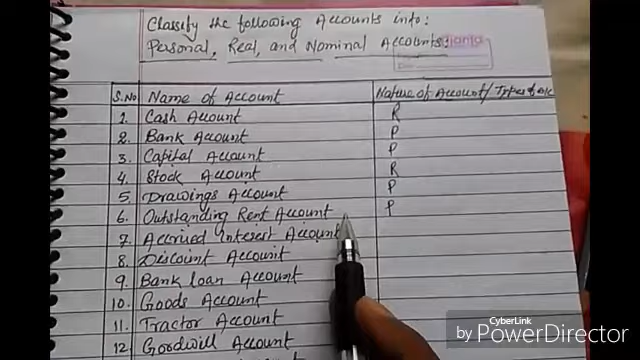 Classify the following Accounts into:
Personal, Real, and Nominal Accounts:
S.No Name of Account Nature of Account/Types of a/c
1. Cash Account R
2. Bank Account P
3. Capital Account P
4. Stock Account R
5. Drawings Account P
6. Outstanding Rent Account P
7. Accrued Interest Account
8. Discount Account
9. Bank loan Account
10. Goods Account
11. Tractor Account
12 Goodwill Account
CyberLink
by PowerDirector